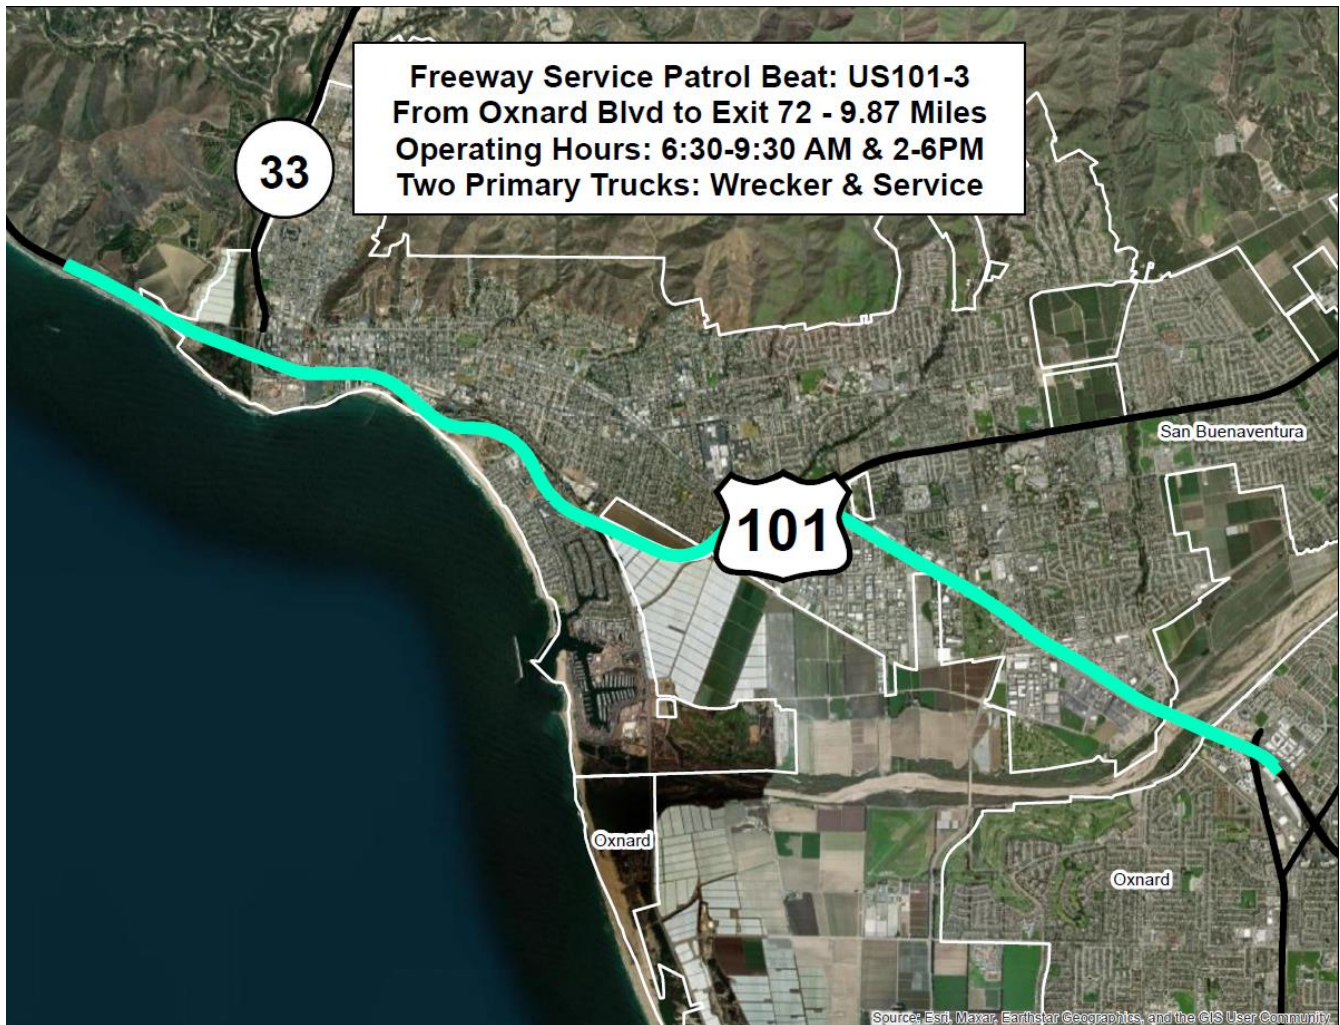 Freeway Service Patrol Beat: US101-3
From Oxnard Blvd to Exit 72 - 9.87 Miles
Operating Hours: 6:30-9:30 AM & 2-6PM
Two Primary Trucks: Wrecker & Service
33
San Buenaventura
101
Oxnard
Oxnard
Source: Esri, Maxar, Earthstar Geographics, and the GIS User Community